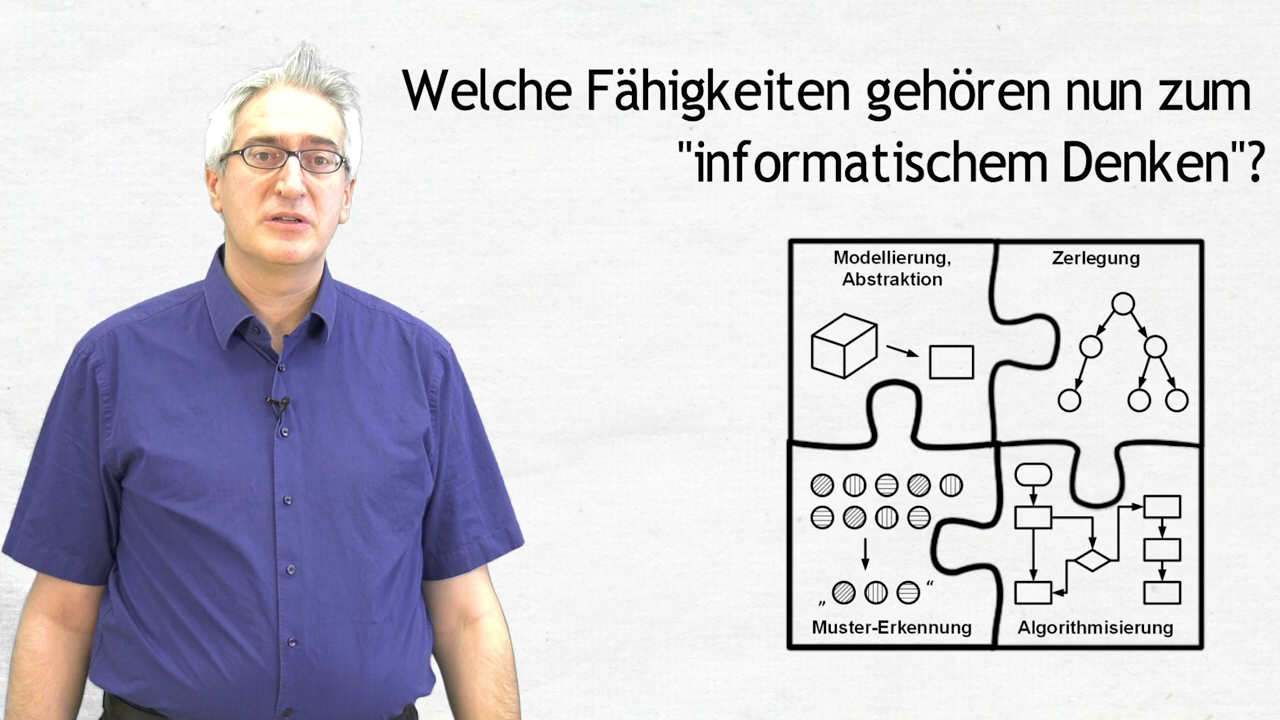 Welche Fähigkeiten gehören nun zum
"informatischem Denken"?
Modellierung,
Abstraktion
Zerlegung
„ “
Muster-Erkennung
Algorithmisierung